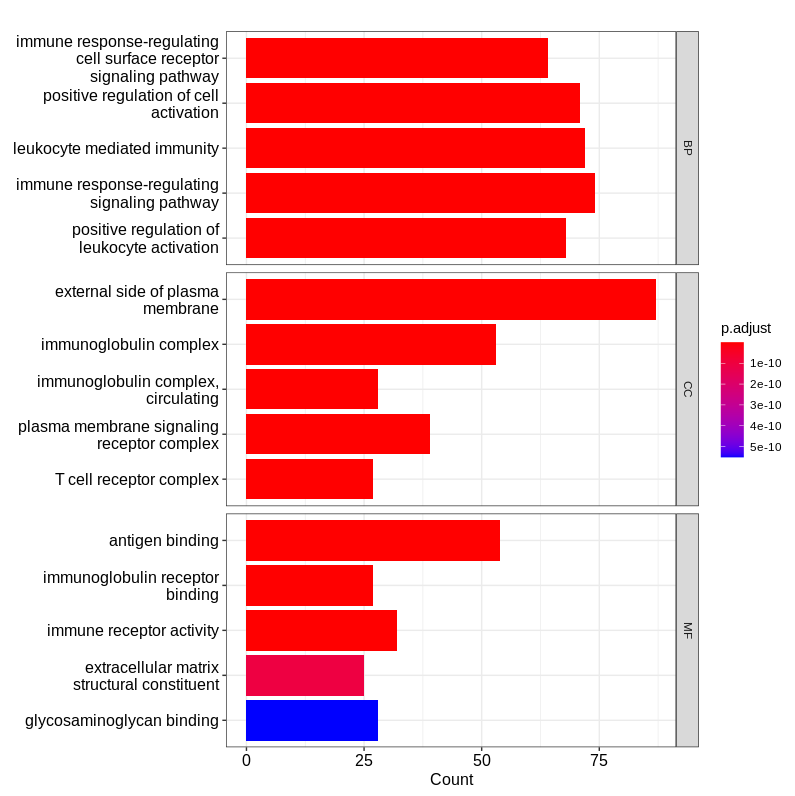 immune response-regulating
cell surface receptor
signaling pathway
positive regulation of cell
activation
leukocyte mediated immunity
immune response-regulating
signaling pathway
positive regulation of
leukocyte activation
BP
external side of plasma
membrane
immunoglobulin complex
immunoglobulin complex,
circulating
plasma membrane signaling
receptor complex
T cell receptor complex
CC
antigen binding
immunoglobulin receptor
binding
immune receptor activity
extracellular matrix
structural constituent
glycosaminoglycan binding
MF
0 25 50 75
Count
p.adjust
1e-10
2e-10
3e-10
4e-10
5e-10